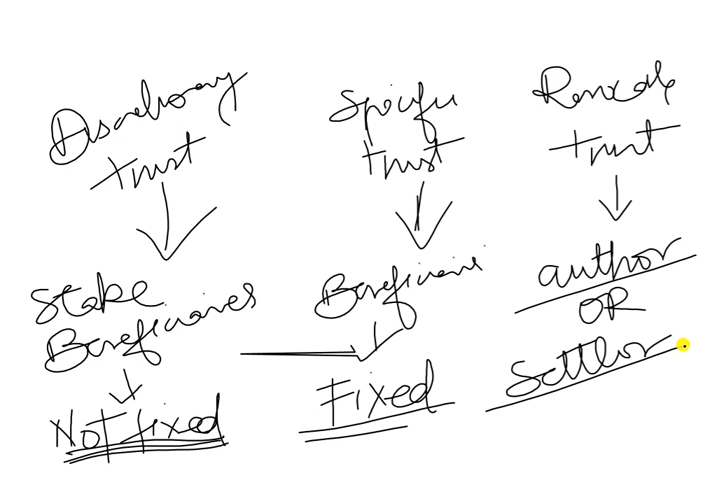 Discretionary
trust
↓
Stake
Beneficiaries
↓
Not fixed
Specific
trust
↓
Beneficiaries
↓
Fixed
Revocable
trust
↓
author
OR
Settlor